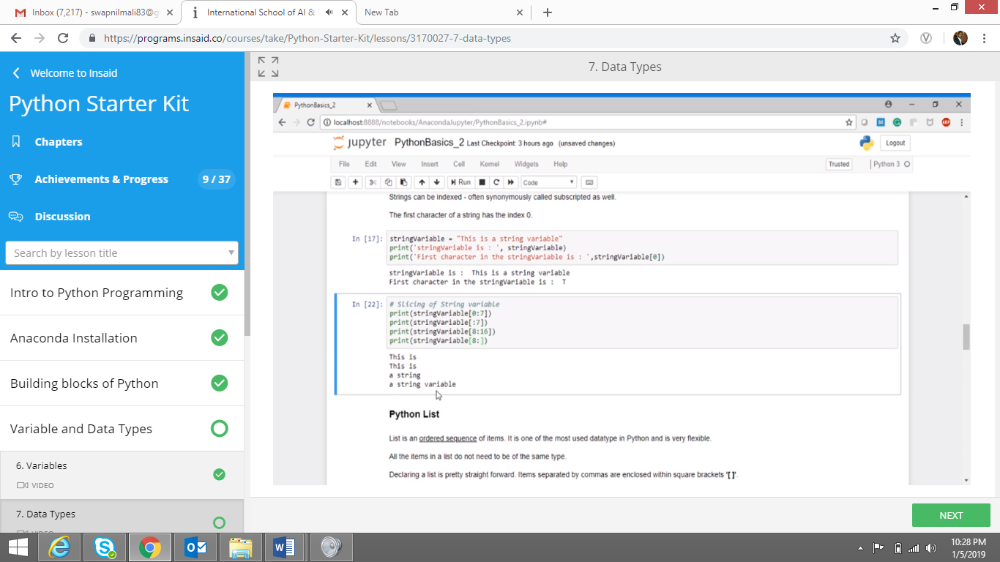 Inbox (7,217) - swapnilmali83@g
International School of AI &
New Tab
https://programs.insaid.co/courses/take/Python-Starter-Kit/lessons/3170027-7-data-types
Welcome to Insaid
Python Starter Kit
Chapters
Achievements & Progress 9 / 37
Discussion
Search by lesson title
Intro to Python Programming
Anaconda Installation
Building blocks of Python
Variable and Data Types
6. Variables
VIDEO
7. Data Types
VIDEO
7. Data Types
PythonBasics_2
localhost:8888/notebooks/AnacondaJupyter/PythonBasics_2.ipynb#
ABP
jupyter PythonBasics_2 Last Checkpoint: 3 hours ago (unsaved changes)
Logout
File Edit View Insert Cell Kernel Widgets Help
Trusted Python 3
Run Code
Strings can be indexed - often synonymously called subscripted as well.
The first character of a string has the index 0.
In [17]: stringVariable = "This is a string variable"
print('stringVariable is : ', stringVariable)
print('First character in the stringVariable is : ',stringVariable[0])
stringVariable is :  This is a string variable
First character in the stringVariable is :  T
In [22]: # Slicing of String variable
print(stringVariable[0:7])
print(stringVariable[:7])
print(stringVariable[8:16])
print(stringVariable[8:])
This is
This is
a string
a string variable
Python List
List is an ordered sequence of items. It is one of the most used datatype in Python and is very flexible.
All the items in a list do not need to be of the same type.
Declaring a list is pretty straight forward. Items separated by commas are enclosed within square brackets '[ ]'.
NEXT
10:28 PM
1/5/2019